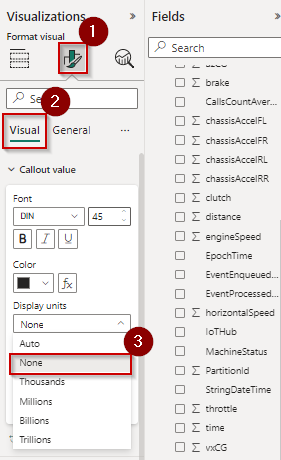 Visualizations
Format visual
1
2
Visual
General
...
Callout value
Font
DIN
45
B I U
Color
fx
Display units
None
Auto
None
3
Thousands
Millions
Billions
Trillions
Fields
Search
brake
CallsCountAver...
chassisAccelFL
chassisAccelFR
chassisAccelRL
chassisAccelRR
clutch
distance
engineSpeed
EpochTime
EventEnqueued...
EventProcessed...
horizontalSpeed
IoTHub
MachineStatus
PartitionId
StringDateTime
throttle
time
vxCG